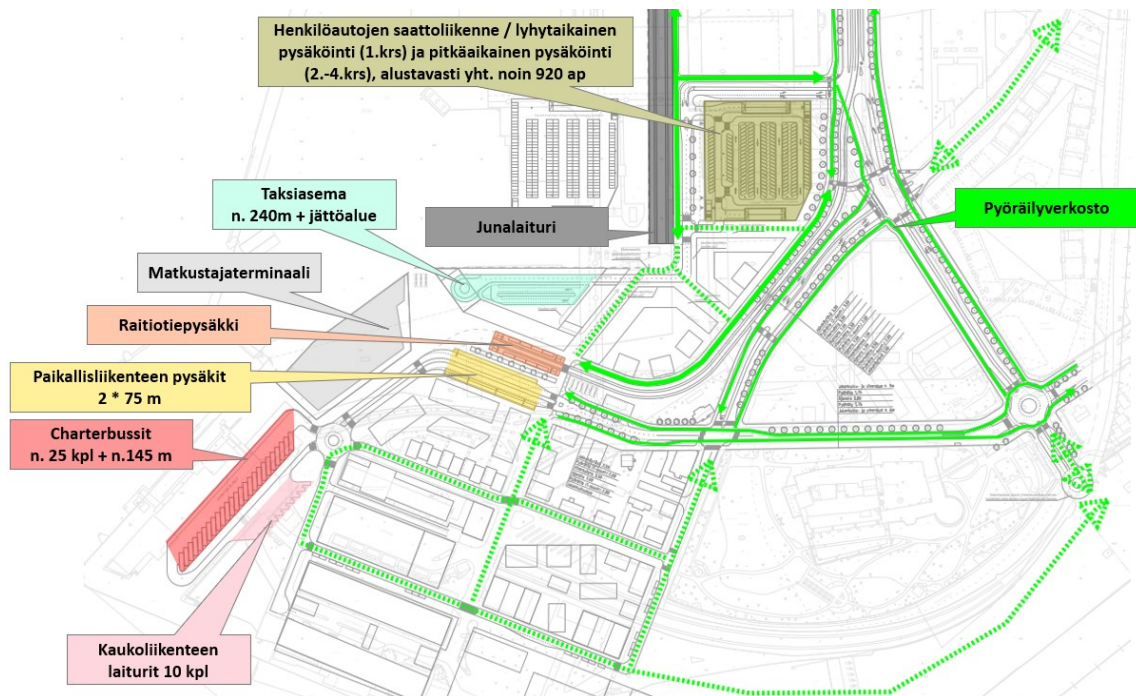 Henkilöautojen saattoliikenne / lyhytaikainen
pysäköinti (1.krs) ja pitkäaikainen pysäköinti
(2.-4.krs), alustavasti yht. noin 920 ap
Taksiasema
n. 240m + jättöalue
Junalaituri
Pyöräilyverkosto
Matkustajaterminaali
Raitiotiepysäkki
Paikallisliikenteen pysäkit
2 * 75 m
Charterbussit
n. 25 kpl + n.145 m
Kaukoliikenteen
laiturit 10 kpl